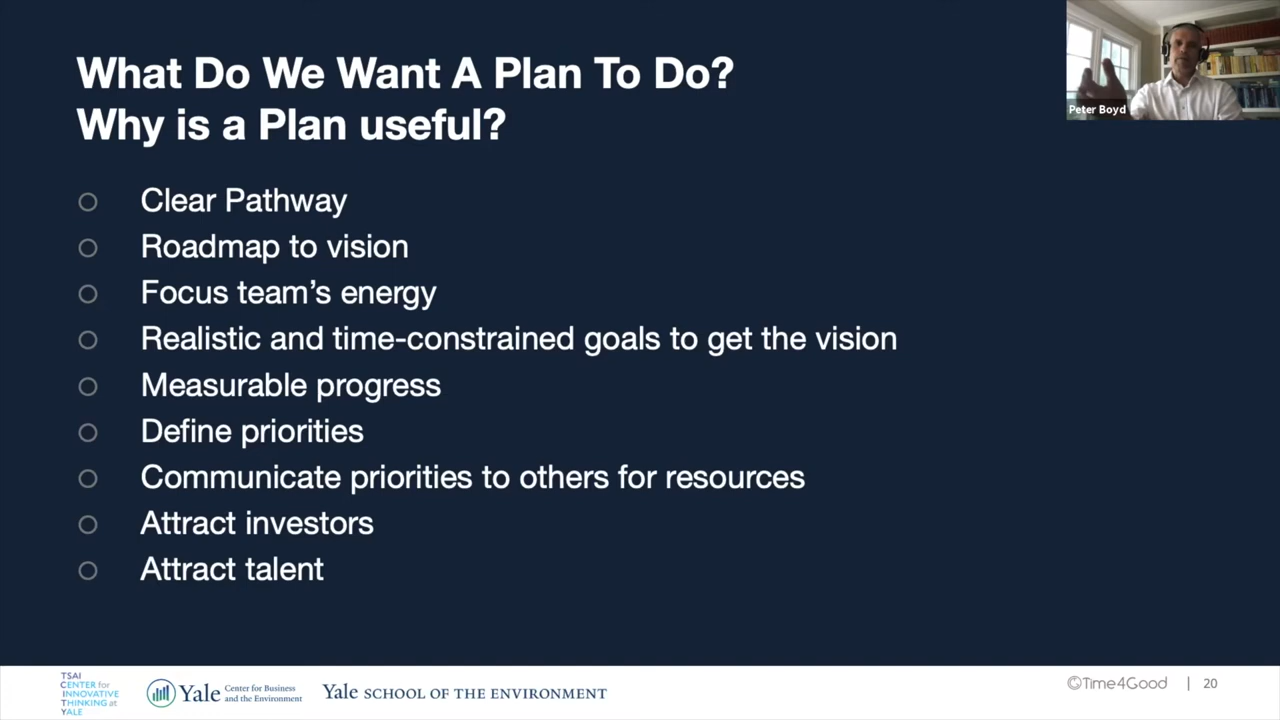 What Do We Want A Plan To Do?
Why is a Plan useful?
Clear Pathway
Roadmap to vision
Focus team’s energy
Realistic and time-constrained goals to get the vision
Measurable progress
Define priorities
Communicate priorities to others for resources
Attract investors
Attract talent
Peter Boyd
TSAI
CENTER for
INNOVATIVE
THINKING at
YALE
Yale Center for Business
and the Environment
Yale SCHOOL OF THE ENVIRONMENT
©Time4Good | 20